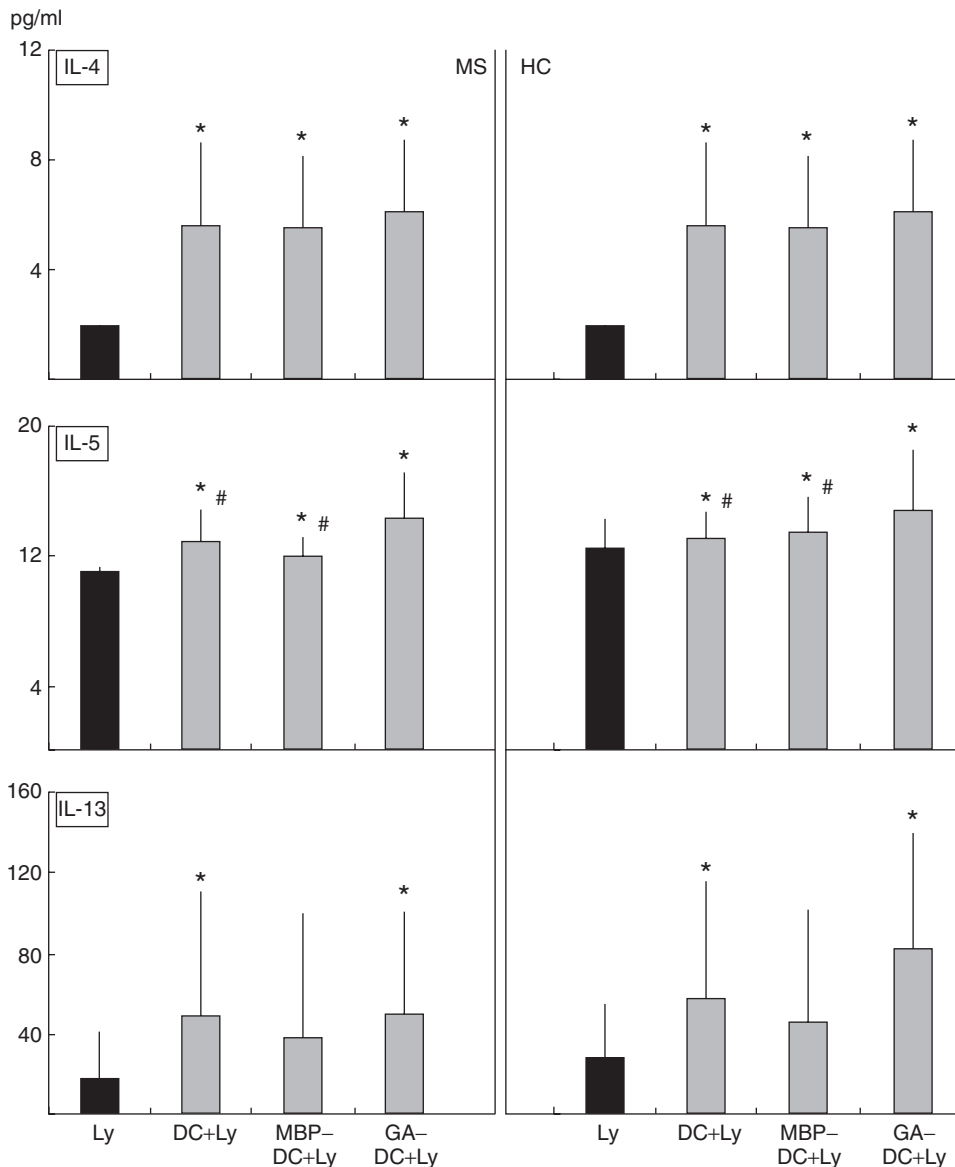 pg/ml
12
IL-4
MS
HC
* * *
* * *
8
4
20
IL-5
* # * # *
* # * # *
12
4
160
IL-13
* *
* *
120
80
40
Ly DC+Ly MBP– GA– Ly DC+Ly MBP– GA–
DC+Ly DC+Ly DC+Ly DC+Ly